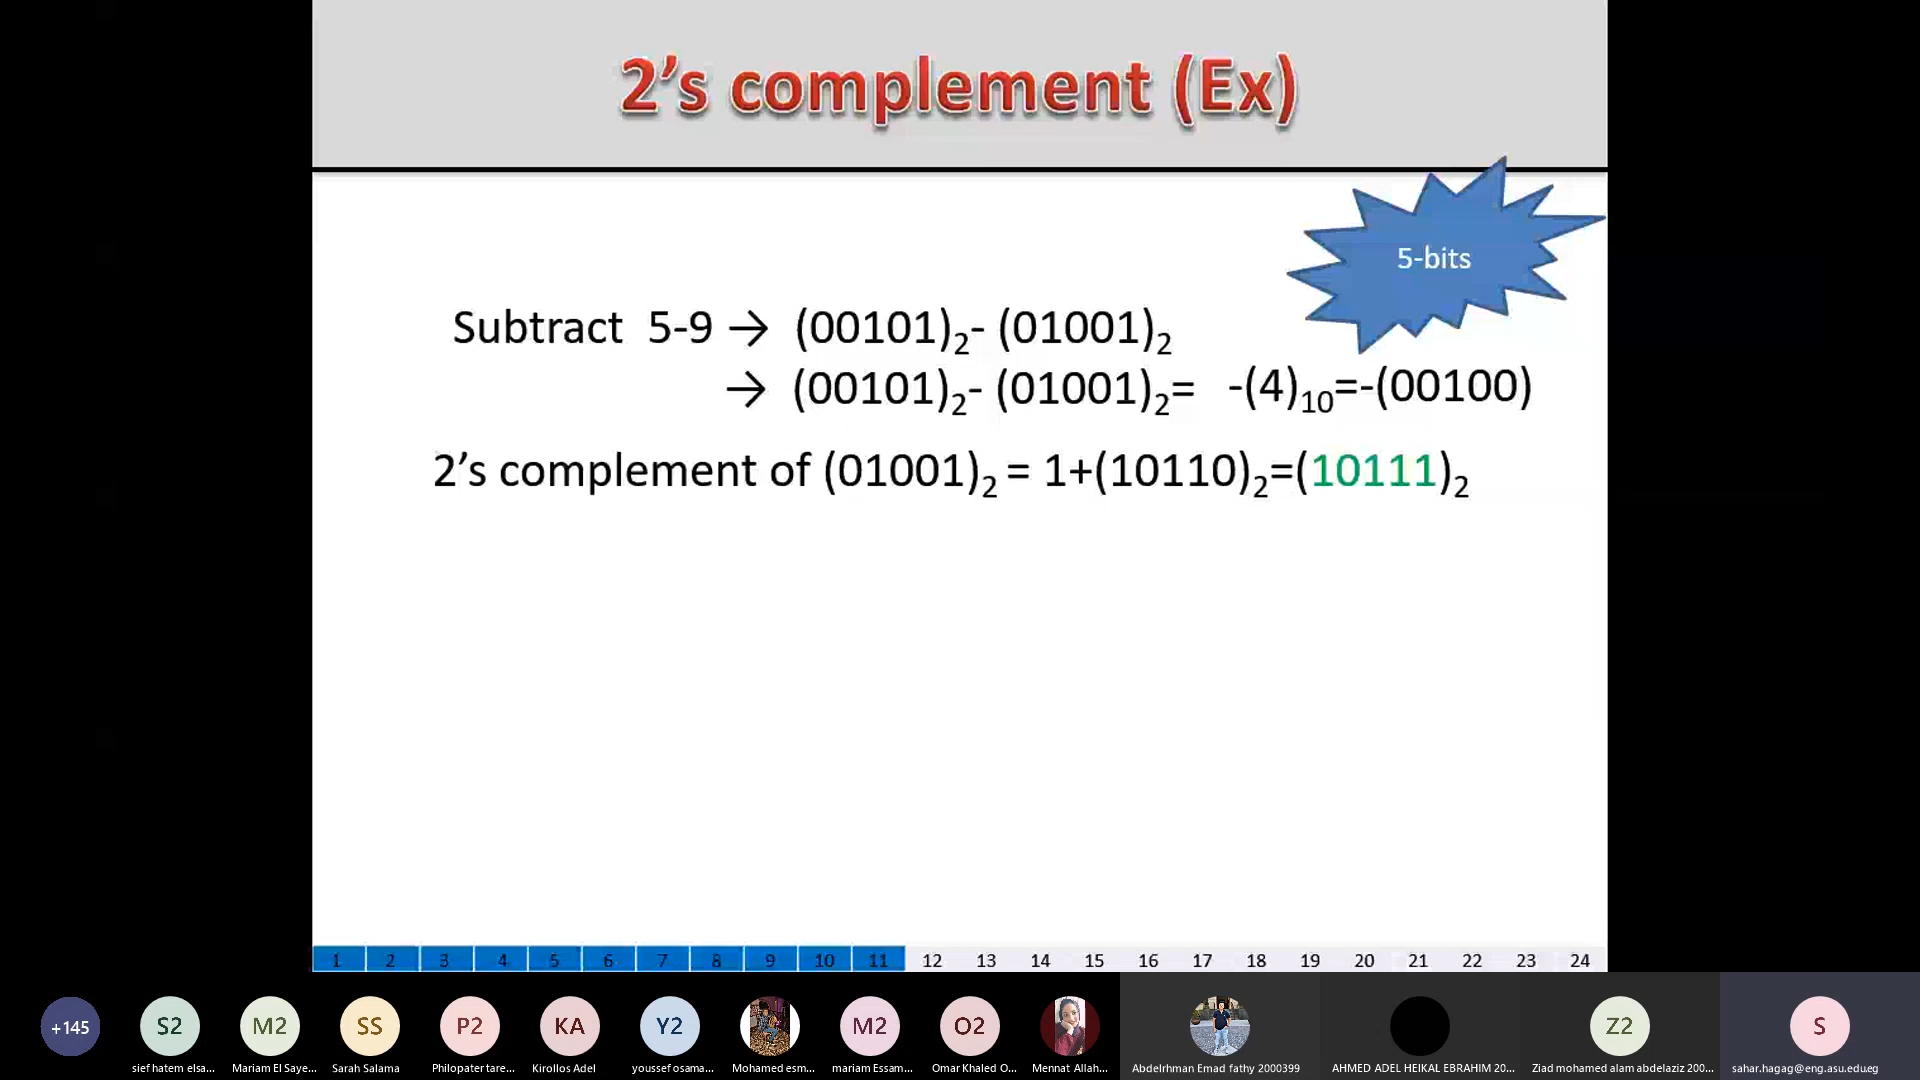 2's complement (Ex)
5-bits
Subtract 5-9 → (00101)₂- (01001)₂
→ (00101)₂- (01001)₂= -(4)₁₀=-(00100)
2's complement of (01001)₂ = 1+(10110)₂=(10111)₂
1 2 3 4 5 6 7 8 9 10 11 12 13 14 15 16 17 18 19 20 21 22 23 24
+145 S2 M2 SS P2 KA Y2 M2 O2 Z2 S
sief hatem elsa... Mariam El Saye... Sarah Salama Philopater tare... Kirollos Adel youssef osama... Mohamed esm... mariam Essam... Omar Khaled O... Mennat Allah... Abdelrhman Emad fathy 2000399 AHMED ADEL HEIKAL EBRAHIM 20... Ziad mohamed alam abdelaziz 200... sahar.hagag@eng.asu.edu.eg